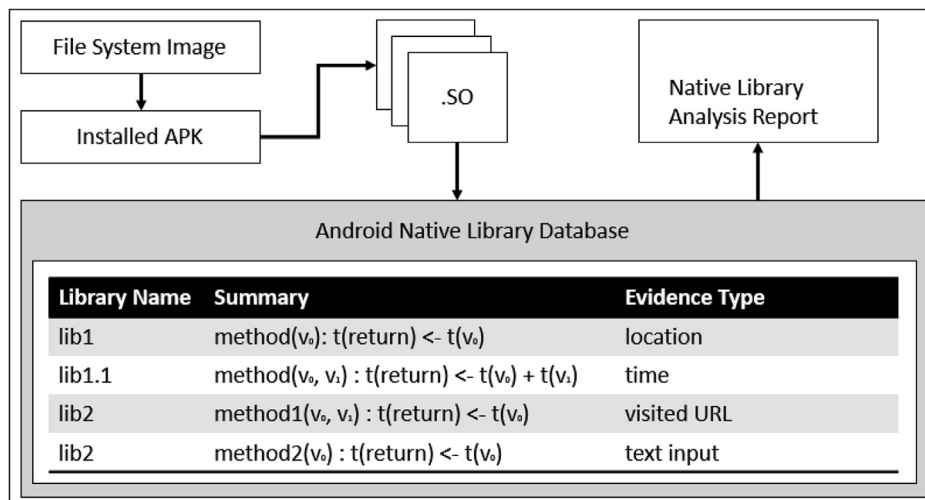 File System Image
Installed APK
.SO
Native Library
Analysis Report
Android Native Library Database
Library Name Summary Evidence Type
lib1 method(v₀): t(return) <- t(v₀) location
lib1.1 method(v₀, v₁) : t(return) <- t(v₀) + t(v₁) time
lib2 method1(v₀, v₁) : t(return) <- t(v₀) visited URL
lib2 method2(v₀) : t(return) <- t(v₀) text input